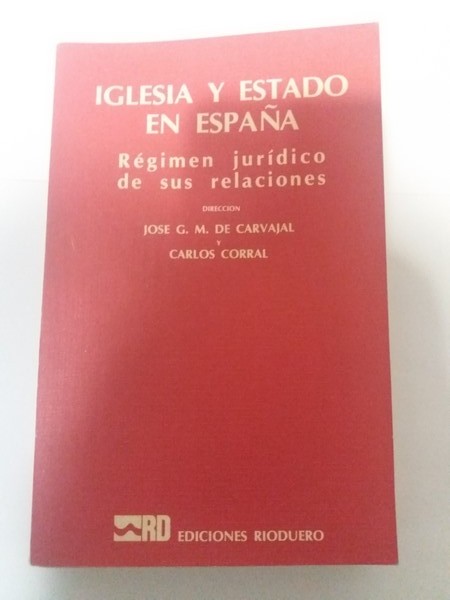 IGLESIA Y ESTADO
EN ESPAÑA
Régimen jurídico
de sus relaciones
DIRECCION
JOSE G. M. DE CARVAJAL
Y
CARLOS CORRAL
RD EDICIONES RIODUERO